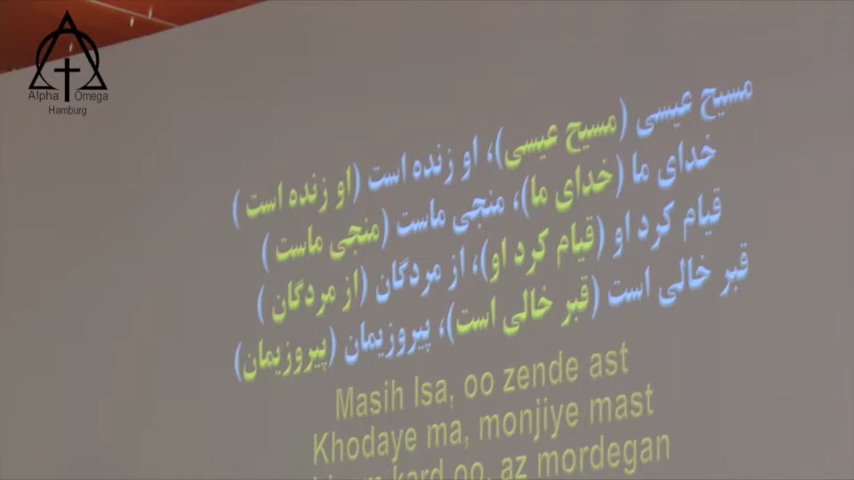 Alpha Omega
Hamburg
مسیح عیسی (مسیح عیسی)، او زنده است (او زنده است)
خدای ما (خدای ما)، منجی ماست (منجی ماست)
قیام کرد او (قیام کرد او)، از مردگان (از مردگان)
قبر خالی است (قبر خالی است)، پیروزیمان (پیروزیمان)
Masih Isa, oo zende ast
Khodaye ma, monjiye mast
kard oo, az mordegan